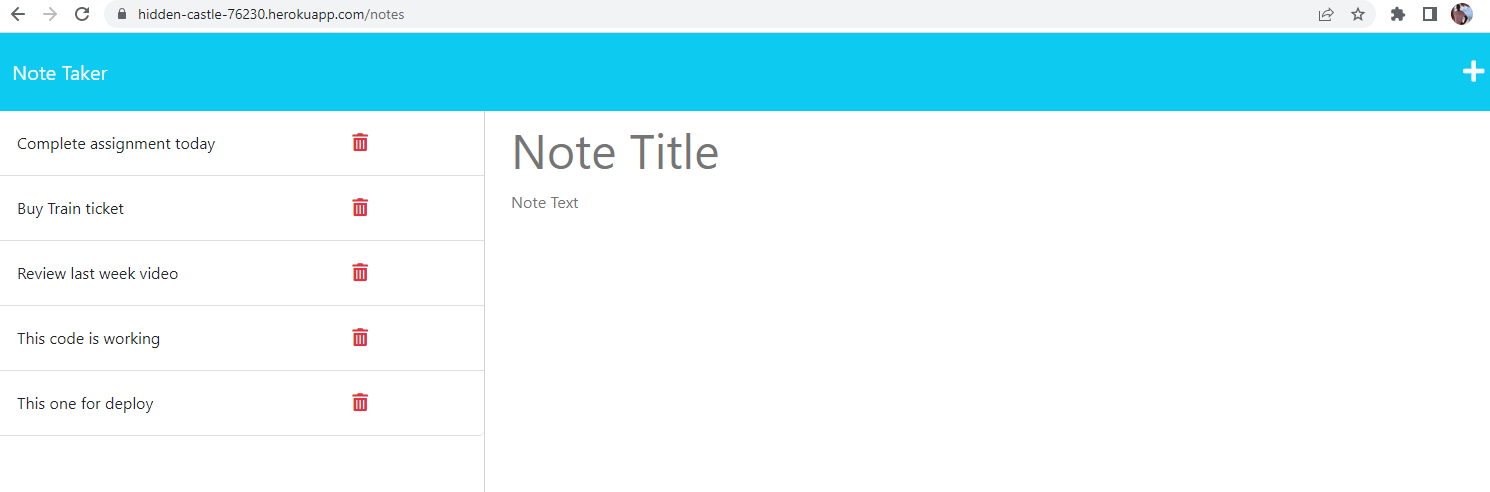 hidden-castle-76230.herokuapp.com/notes
Note Taker
Complete assignment today
Buy Train ticket
Review last week video
This code is working
This one for deploy
Note Title
Note Text